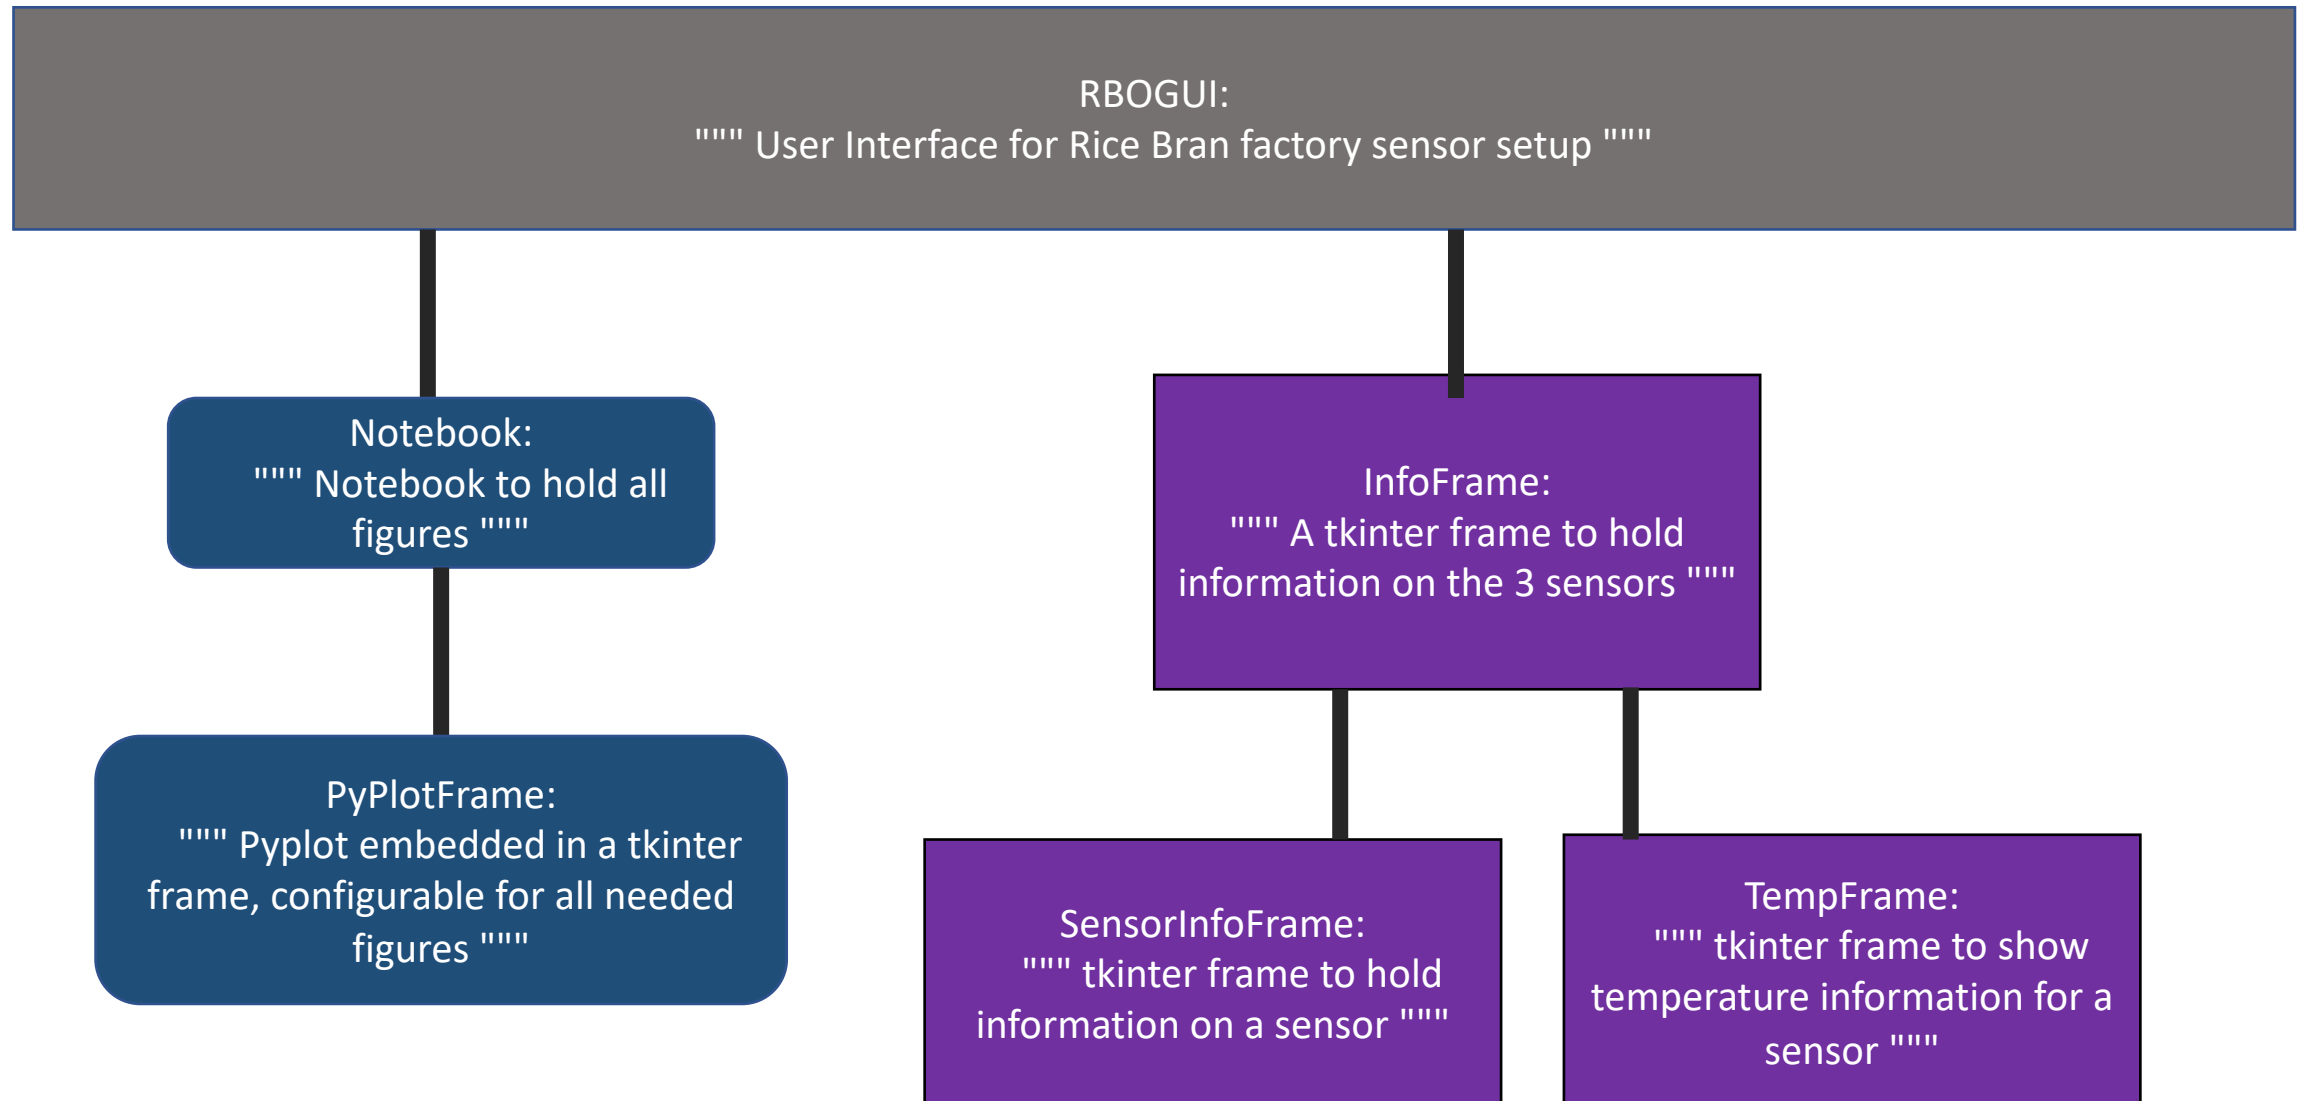 RBOGUI:
""" User Interface for Rice Bran factory sensor setup """
Notebook:
""" Notebook to hold all
figures """
InfoFrame:
""" A tkinter frame to hold
information on the 3 sensors """
PyPlotFrame:
""" Pyplot embedded in a tkinter
frame, configurable for all needed
figures """
SensorInfoFrame:
""" tkinter frame to hold
information on a sensor """
TempFrame:
""" tkinter frame to show
temperature information for a
sensor """